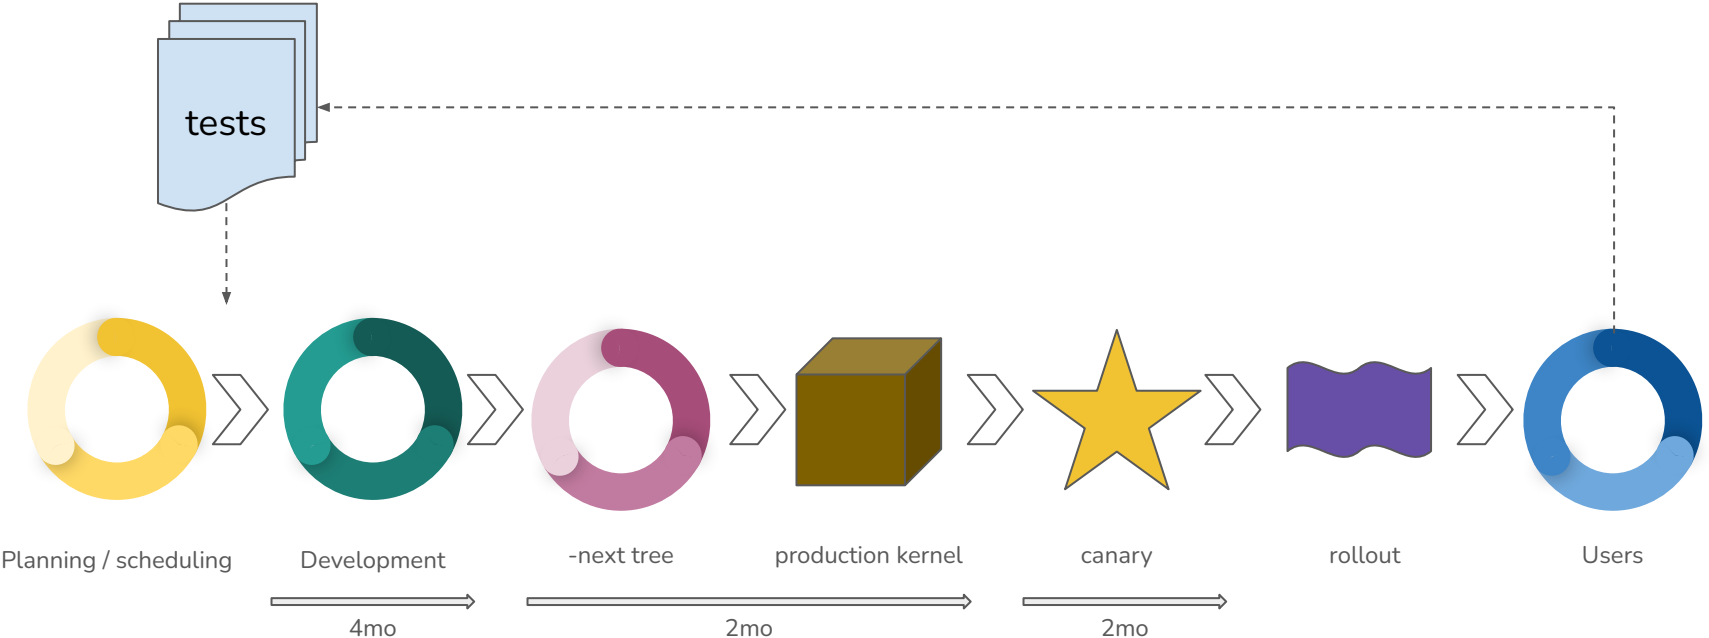 tests
Planning / scheduling
Development
-next tree
production kernel
canary
rollout
Users
4mo
2mo
2mo